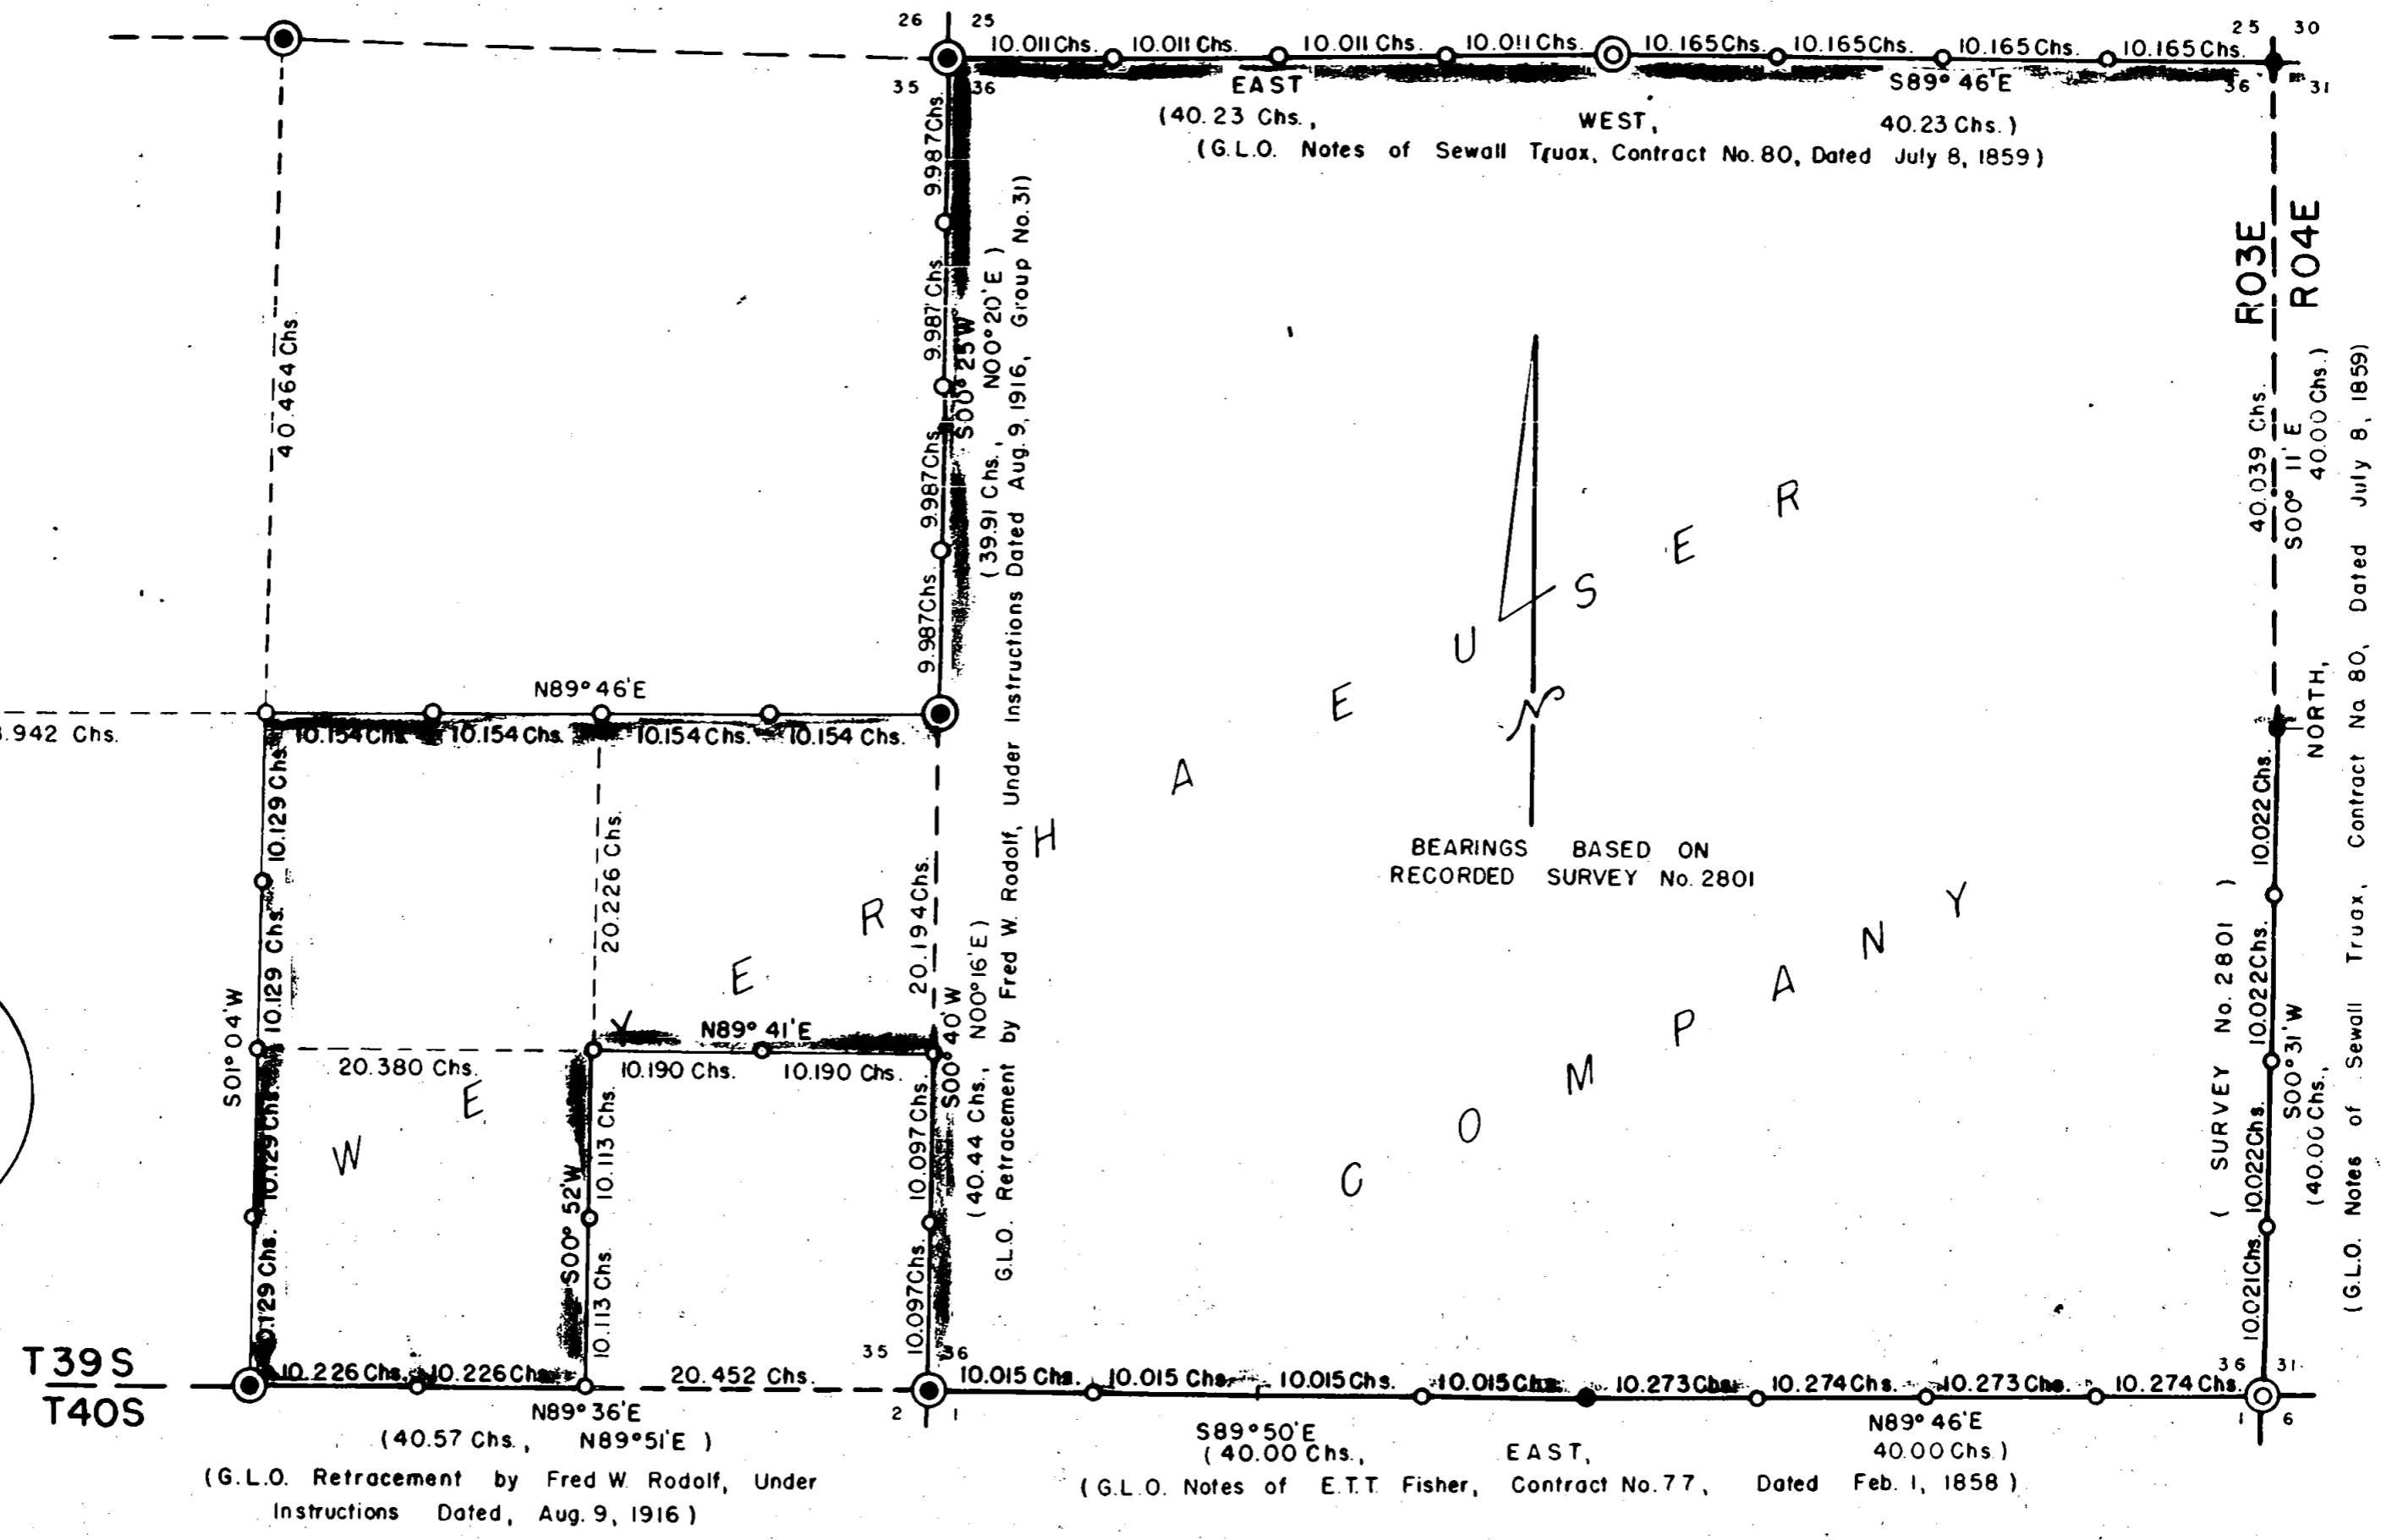 26 25
10.011 Chs. 10.011 Chs. 10.011 Chs. 10.011 Chs. 10.165 Chs. 10.165 Chs. 10.165 Chs. 10.165 Chs.
25 30
35 36
EAST
S89°46'E
36 31
(40.23 Chs., WEST, 40.23 Chs.)
(G.L.O. Notes of Sewall Truax, Contract No. 80, Dated July 8, 1859)
40.464 Chs.
9.987 Chs.
9.987 Chs.
9.987 Chs.
9.987 Chs.
S00°25'W
(39.91 Chs., N00°20'E)
G.L.O. Retracement by Fred W. Rodolf, Under Instructions Dated Aug. 9, 1916, Group No. 31)
R03E
R04E
40.039 Chs.
S00° 11' E
NORTH, 40.00 Chs.)
(G.L.O. Notes of Sewall Truax, Contract No 80, Dated July 8, 1859)
N89°46'E
.942 Chs.
10.154 Chs. 10.154 Chs. 10.154 Chs. 10.154 Chs.
10.129 Chs.
10.129 Chs.
10.129 Chs.
10.129 Chs.
S01°04'W
20.226 Chs.
20.194 Chs.
N89°41'E
20.380 Chs.
10.190 Chs. 10.190 Chs.
10.113 Chs.
10.113 Chs.
S00°52'W
10.097 Chs.
10.097 Chs.
S00°40'W
(40.44 Chs., N00°16'E)
WEYERHAEUSER
COMPANY
N
BEARINGS BASED ON
RECORDED SURVEY No. 2801
10.022 Chs.
10.022 Chs.
10.022 Chs.
10.021 Chs.
(SURVEY No. 2801)
S00°31'W
(40.00 Chs.,
T39S
T40S
35 36
36 31
10.226 Chs. 10.226 Chs. 20.452 Chs. 10.015 Chs. 10.015 Chs. 10.015 Chs. 10.015 Chs. 10.273 Chs. 10.274 Chs. 10.273 Chs. 10.274 Chs.
2 1
1 6
N89°36'E
(40.57 Chs., N89°51'E)
(G.L.O. Retracement by Fred W. Rodolf, Under
Instructions Dated, Aug. 9, 1916)
S89°50'E
N89°46'E
(40.00 Chs., EAST, 40.00 Chs.)
(G.L.O. Notes of E.T.T. Fisher, Contract No. 77, Dated Feb. 1, 1858)